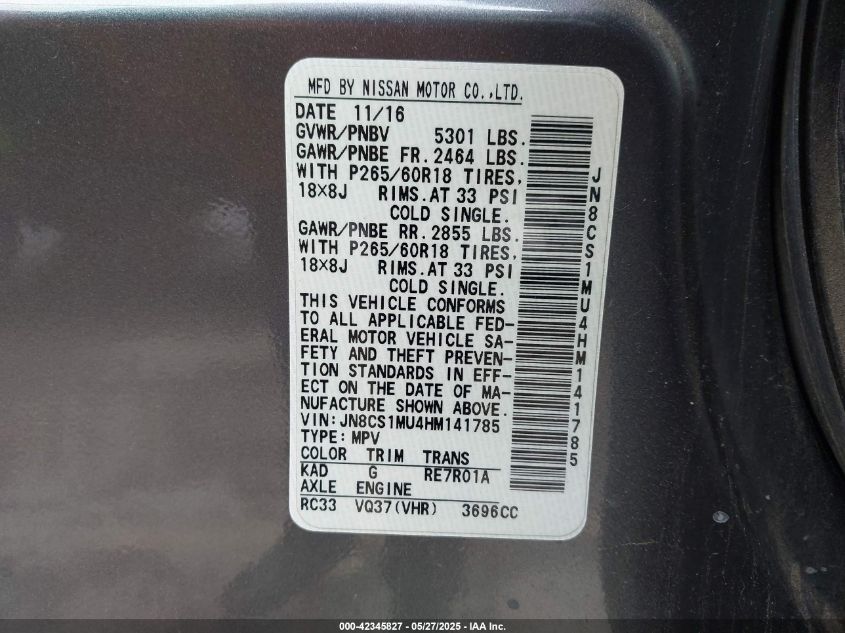 MFD BY NISSAN MOTOR CO.,LTD.
DATE 11/16
GVWR/PNBV 5301 LBS.
GAWR/PNBE FR. 2464 LBS.
WITH P265/60R18 TIRES,
18X8J RIMS. AT 33 PSI
COLD SINGLE.
GAWR/PNBE RR. 2855 LBS.
WITH P265/60R18 TIRES,
18X8J RIMS. AT 33 PSI
COLD SINGLE.
THIS VEHICLE CONFORMS
TO ALL APPLICABLE FED-
ERAL MOTOR VEHICLE SA-
FETY AND THEFT PREVEN-
TION STANDARDS IN EFF-
ECT ON THE DATE OF MA-
NUFACTURE SHOWN ABOVE.
VIN: JN8CS1MU4HM141785
TYPE: MPV
COLOR TRIM TRANS
KAD G RE7R01A
AXLE ENGINE
RC33 VQ37(VHR) 3696CC
JN8CS1MU4HM141785
000-42345827 - 05/27/2025 - IAA Inc.